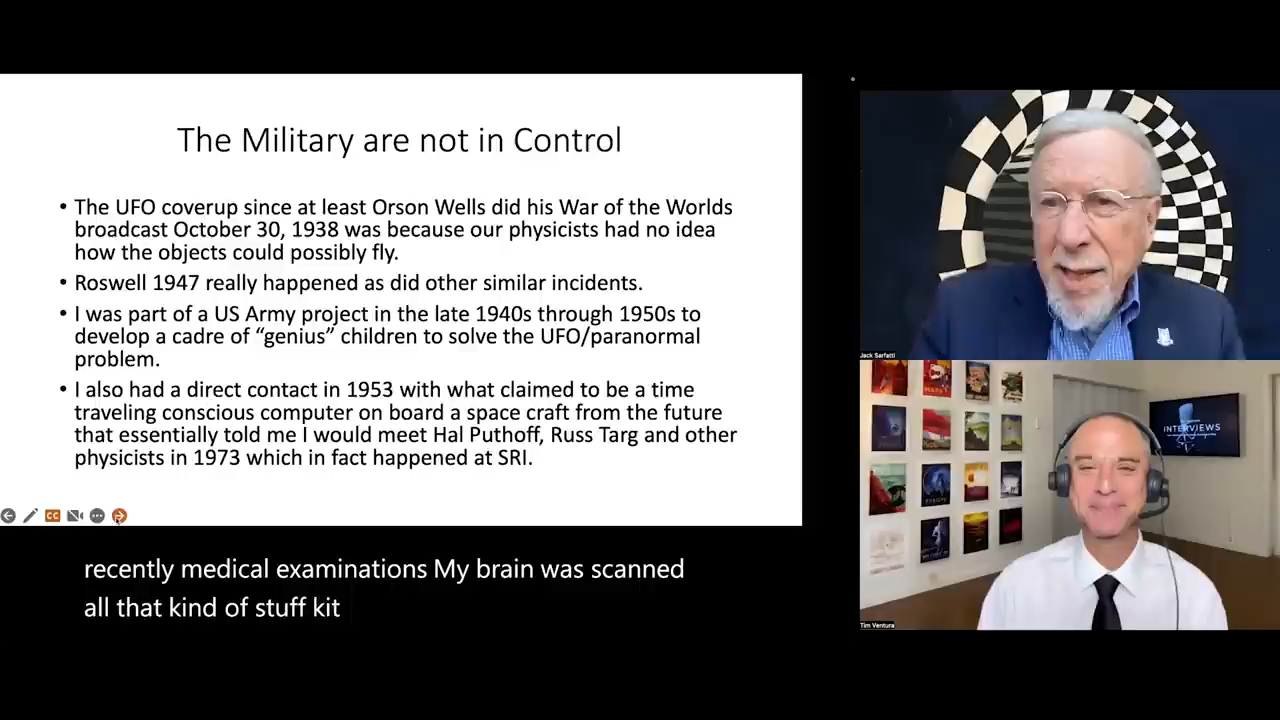 The Military are not in Control
• The UFO coverup since at least Orson Wells did his War of the Worlds
broadcast October 30, 1938 was because our physicists had no idea
how the objects could possibly fly.
• Roswell 1947 really happened as did other similar incidents.
• I was part of a US Army project in the late 1940s through 1950s to
develop a cadre of “genius” children to solve the UFO/paranormal
problem.
• I also had a direct contact in 1953 with what claimed to be a time
traveling conscious computer on board a space craft from the future
that essentially told me I would meet Hal Puthoff, Russ Targ and other
physicists in 1973 which in fact happened at SRI.
CC
recently medical examinations My brain was scanned
all that kind of stuff kit
Jack Sarfatti
INTERVIEWS
EUROPA
Tim Ventura